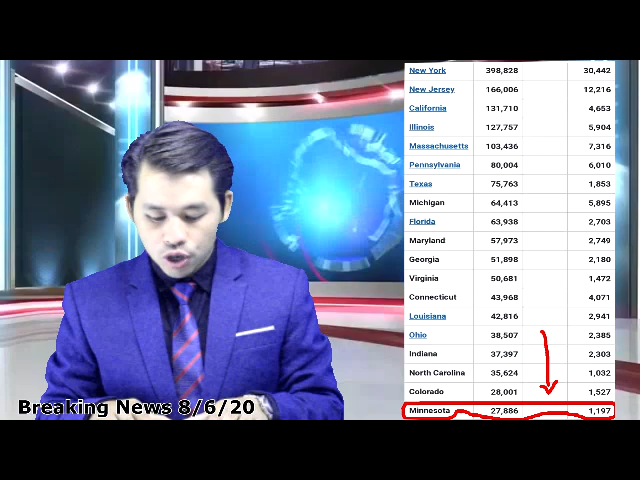 New York 398,828 30,442
New Jersey 166,006 12,216
California 131,710 4,653
Illinois 127,757 5,904
Massachusetts 103,436 7,316
Pennsylvania 80,004 6,010
Texas 75,763 1,853
Michigan 64,413 5,895
Florida 63,938 2,703
Maryland 57,973 2,749
Georgia 51,898 2,180
Virginia 50,681 1,472
Connecticut 43,968 4,071
Louisiana 42,816 2,941
Ohio 38,507 2,385
Indiana 37,397 2,303
North Carolina 35,624 1,032
Colorado 28,001 1,527
Minnesota 27,886 1,197
Breaking News 8/6/20